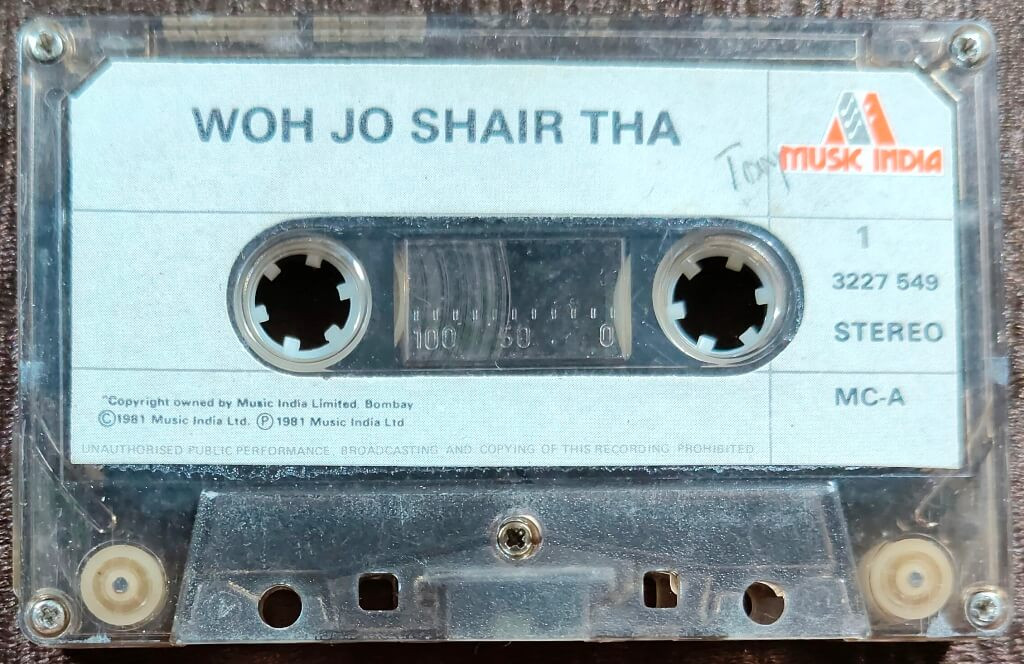 WOH JO SHAIR THA
Tony
MUSIC INDIA
1
3227 549
STEREO
100 50 0
MC-A
"Copyright owned by Music India Limited. Bombay
©1981 Music India Ltd. ℗1981 Music India Ltd
UNAUTHORISED PUBLIC PERFORMANCE, BROADCASTING AND COPYING OF THIS RECORDING PROHIBITED